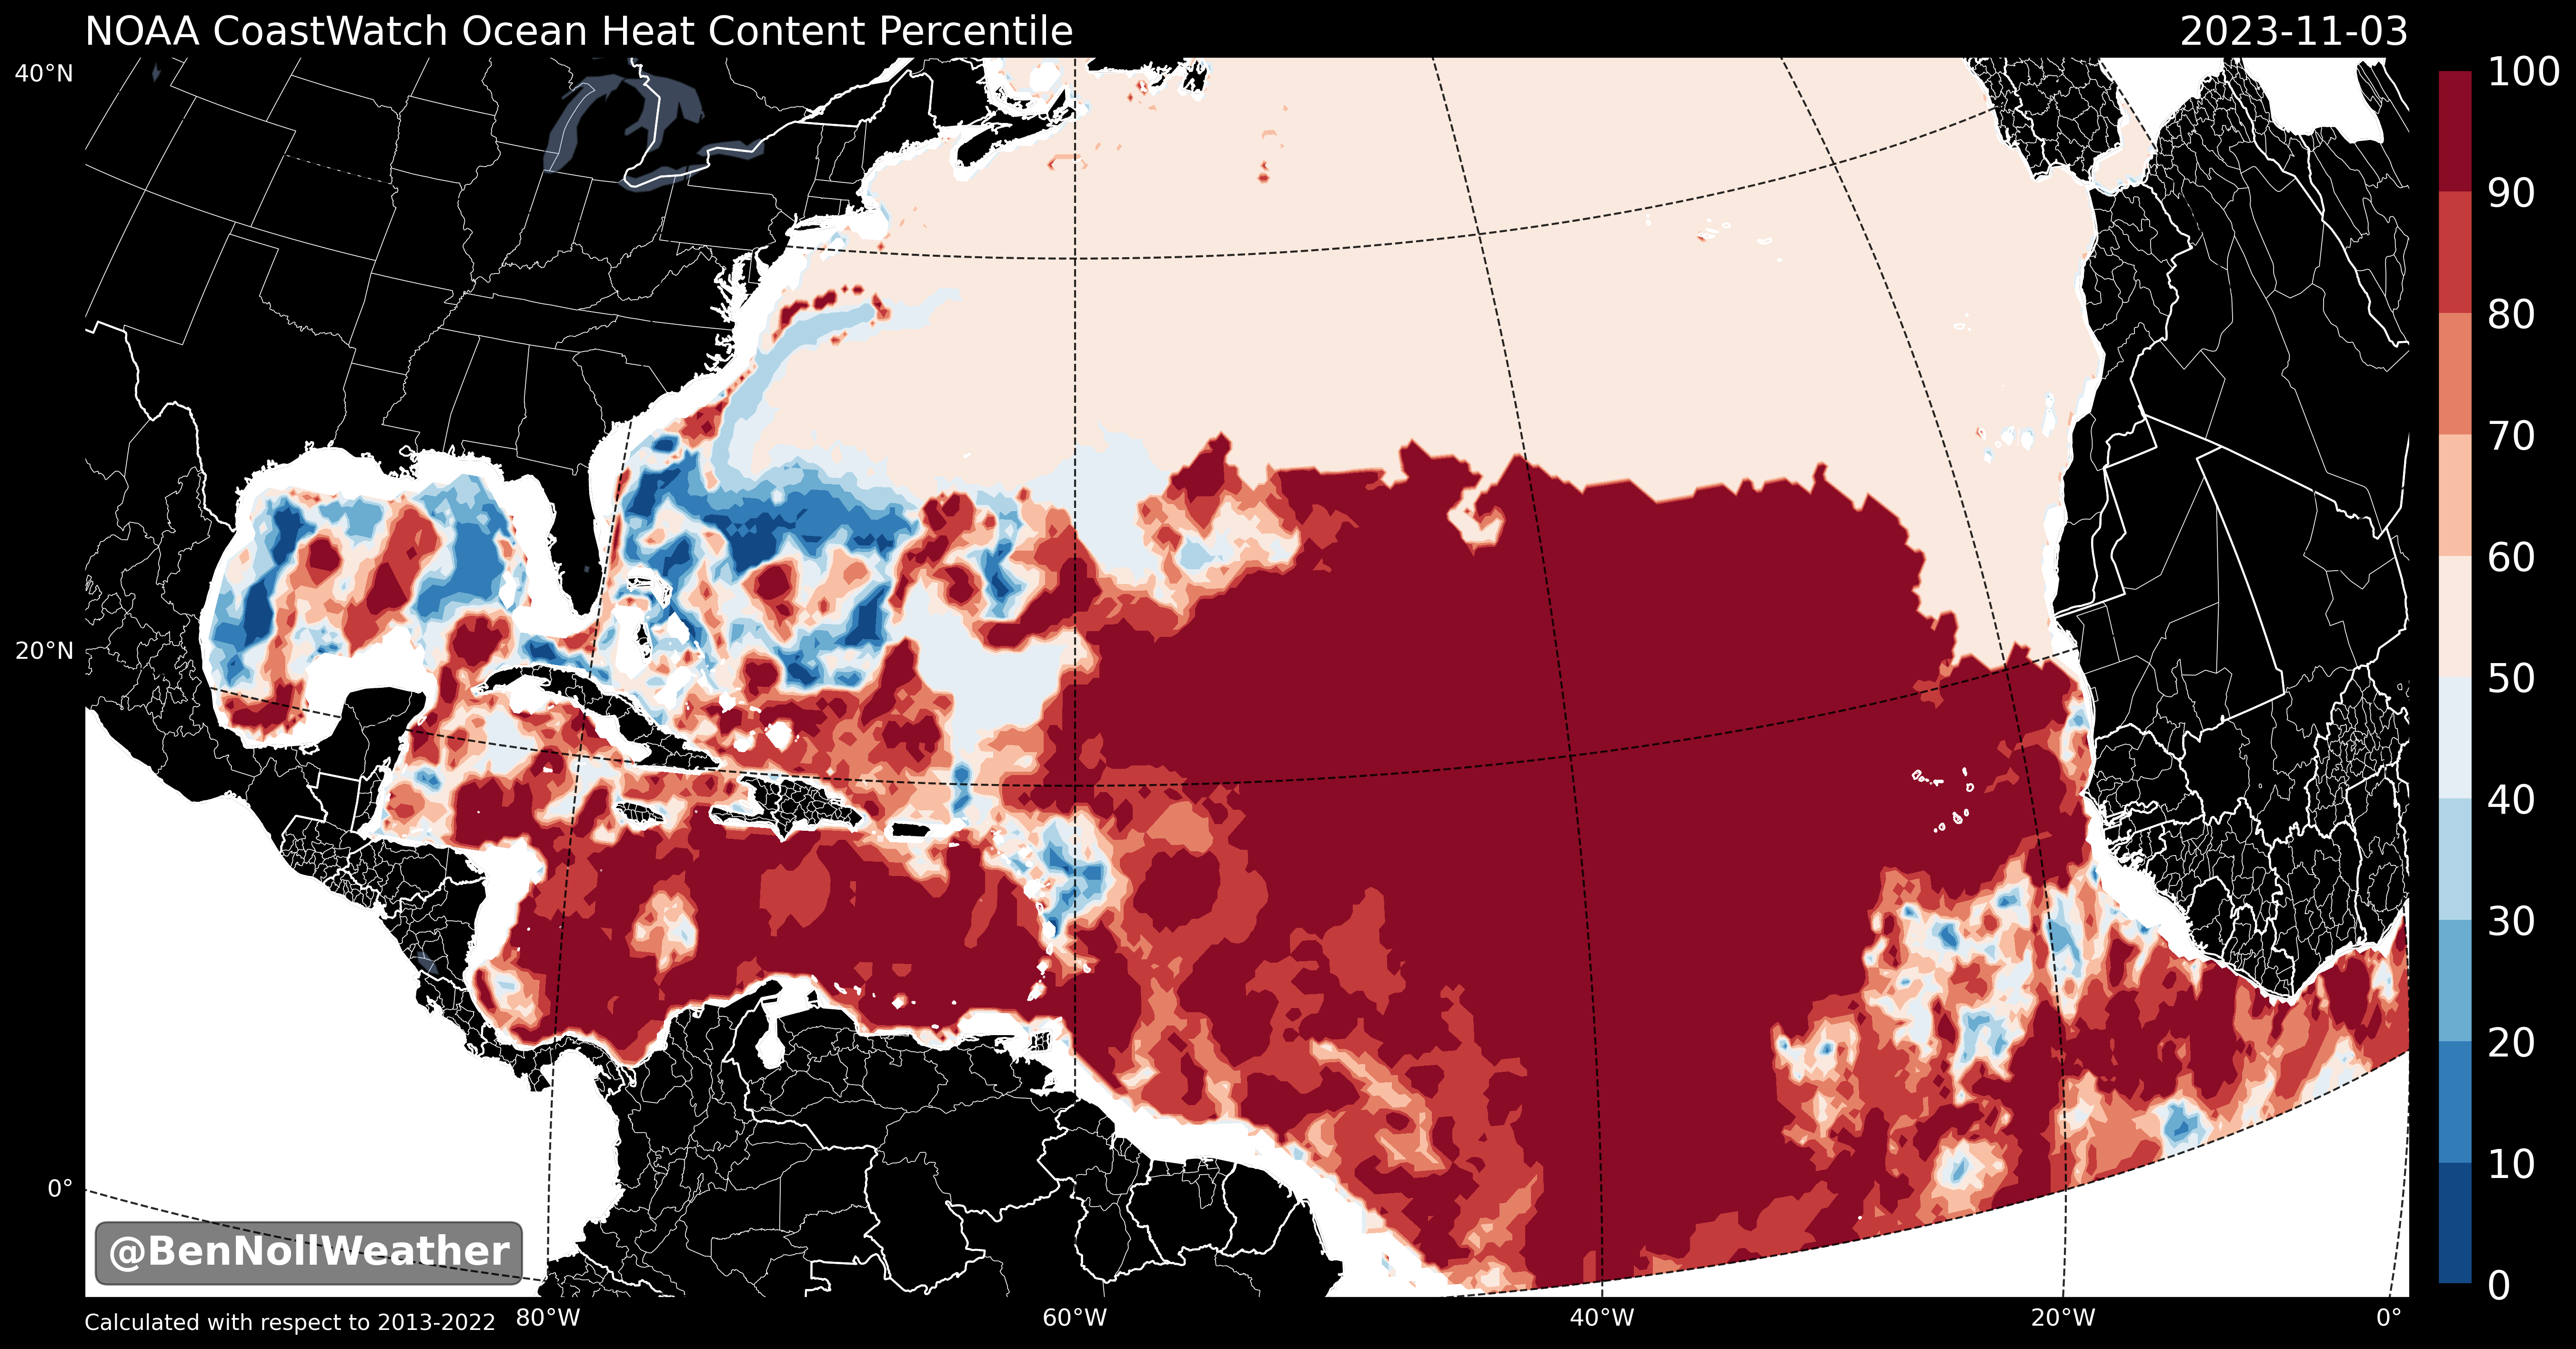 NOAA CoastWatch Ocean Heat Content Percentile 2023-11-03
40°N
20°N
0°
100
90
80
70
60
50
40
30
20
10
0
@BenNollWeather
Calculated with respect to 2013-2022
80°W 60°W 40°W 20°W 0°